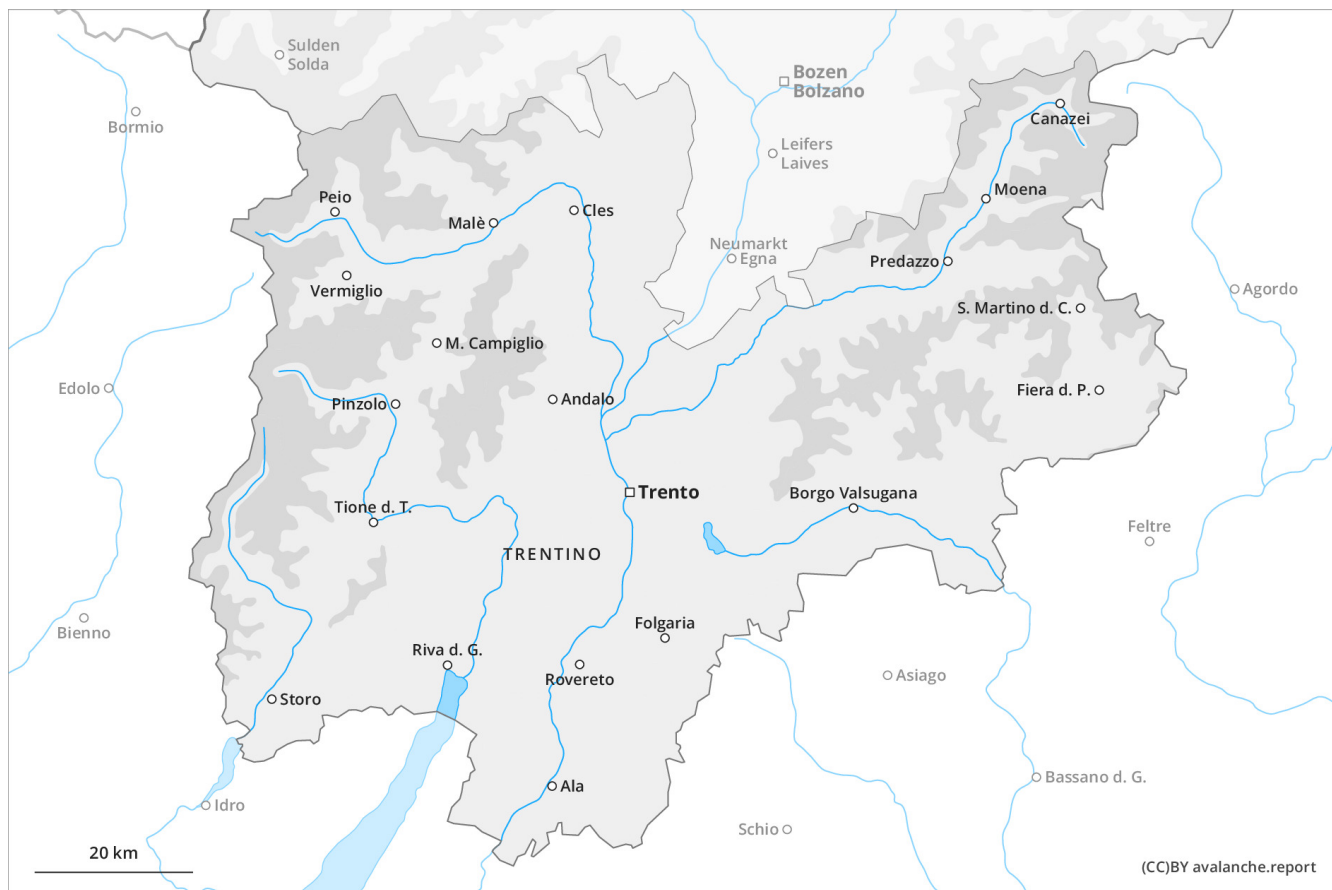 Sulden
Solda
Bozen
Bolzano
Bormio
Canazei
Leifers
Laives
Peio
Moena
Malè
Cles
Neumarkt
Egna
Predazzo
Vermiglio
Agordo
S. Martino d. C.
M. Campiglio
Edolo
Fiera d. P.
Pinzolo
Andalo
Trento
Borgo Valsugana
Tione d. T.
Feltre
TRENTINO
Bienno
Folgaria
Riva d. G.
Rovereto
Asiago
Storo
Bassano d. G.
Ala
Idro
Schio
20 km
(CC)BY avalanche.report